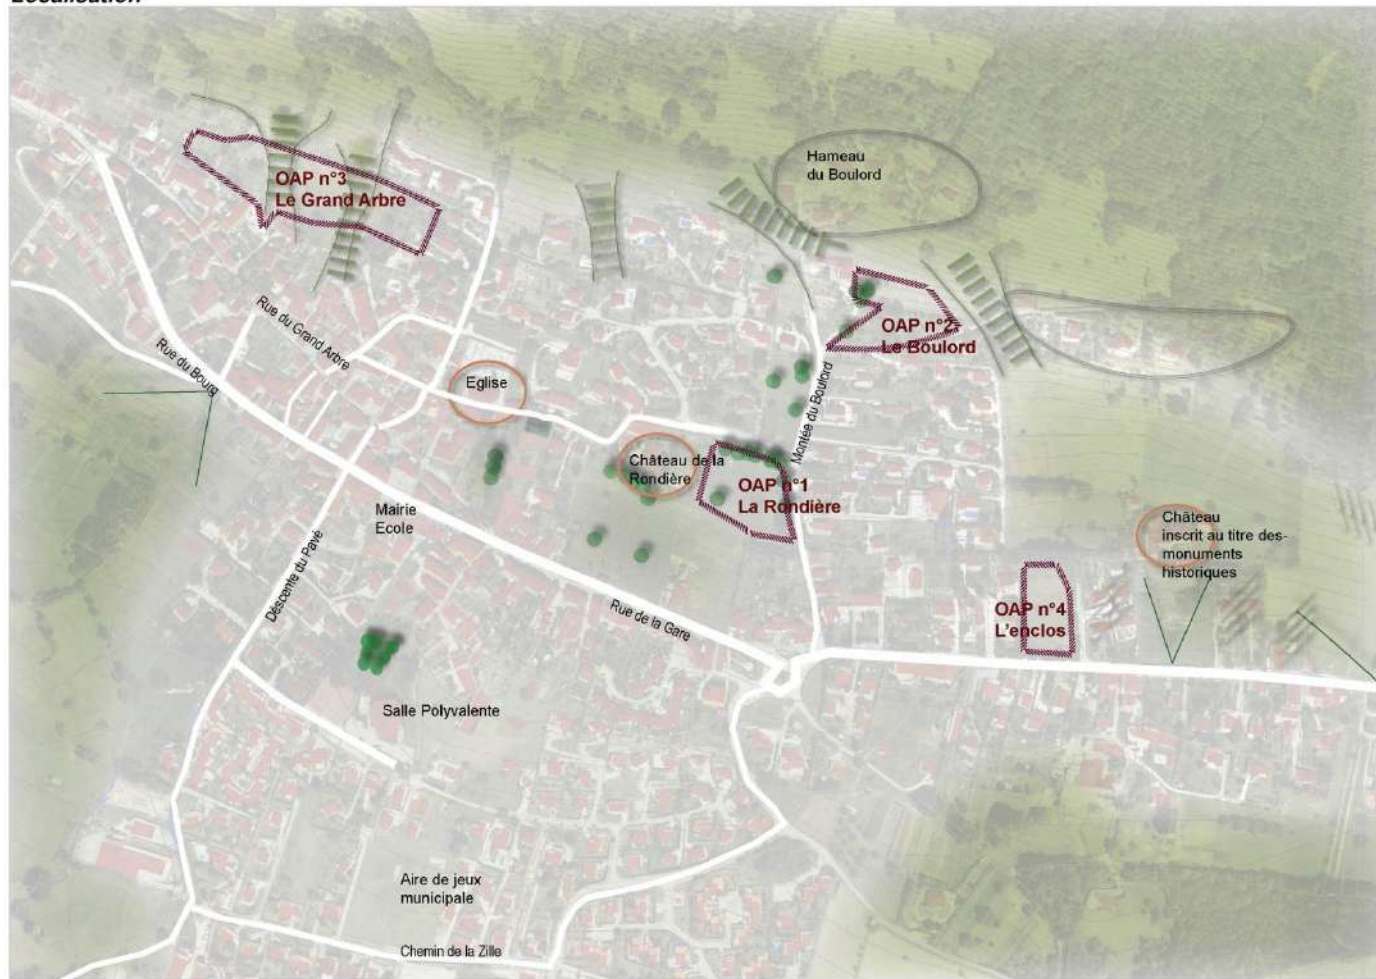 Localisation
Hameau
du Boulord
OAP n°3
Le Grand Arbre
Rue du Grand Arbre
OAP n°2
Le Boulord
Rue du Bourg
Eglise
Montée du Boulord
Château de la
Rondière
OAP n°1
La Rondière
Mairie
Ecole
Château
inscrit au titre des-
monuments
historiques
Déscente du Pavé
Rue de la Gare
OAP n°4
L'enclos
Salle Polyvalente
Aire de jeux
municipale
Chemin de la Zille